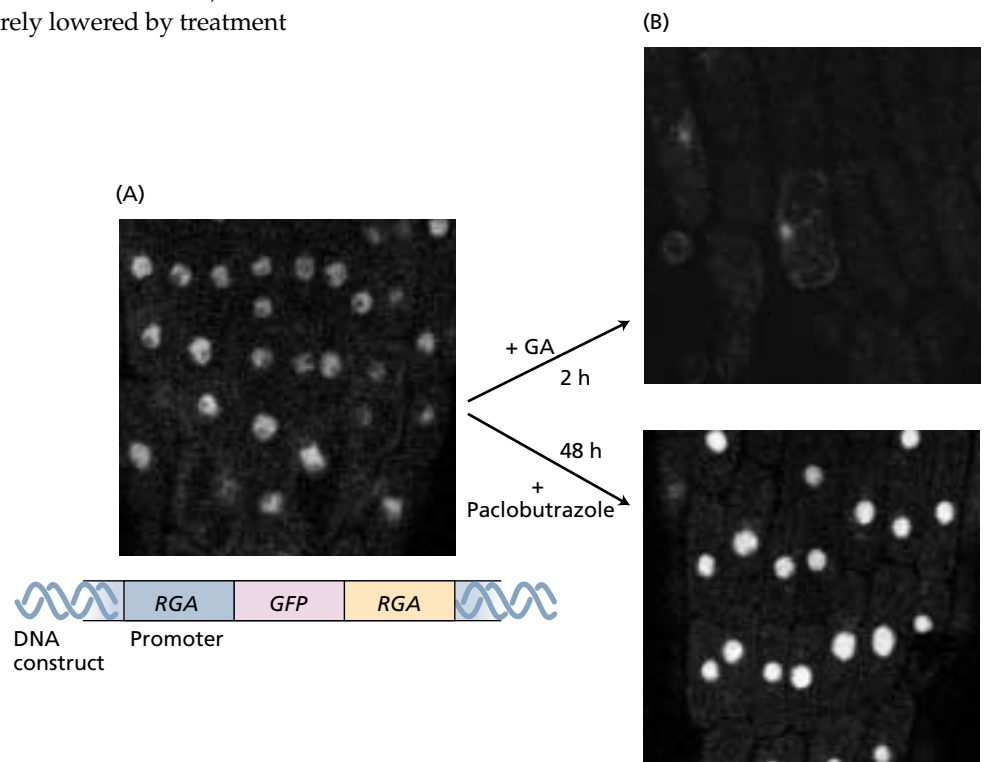 rely lowered by treatment
(B)
(A)
+ GA
2 h
48 h
+
Paclobutrazole
RGA GFP RGA
DNA Promoter
construct